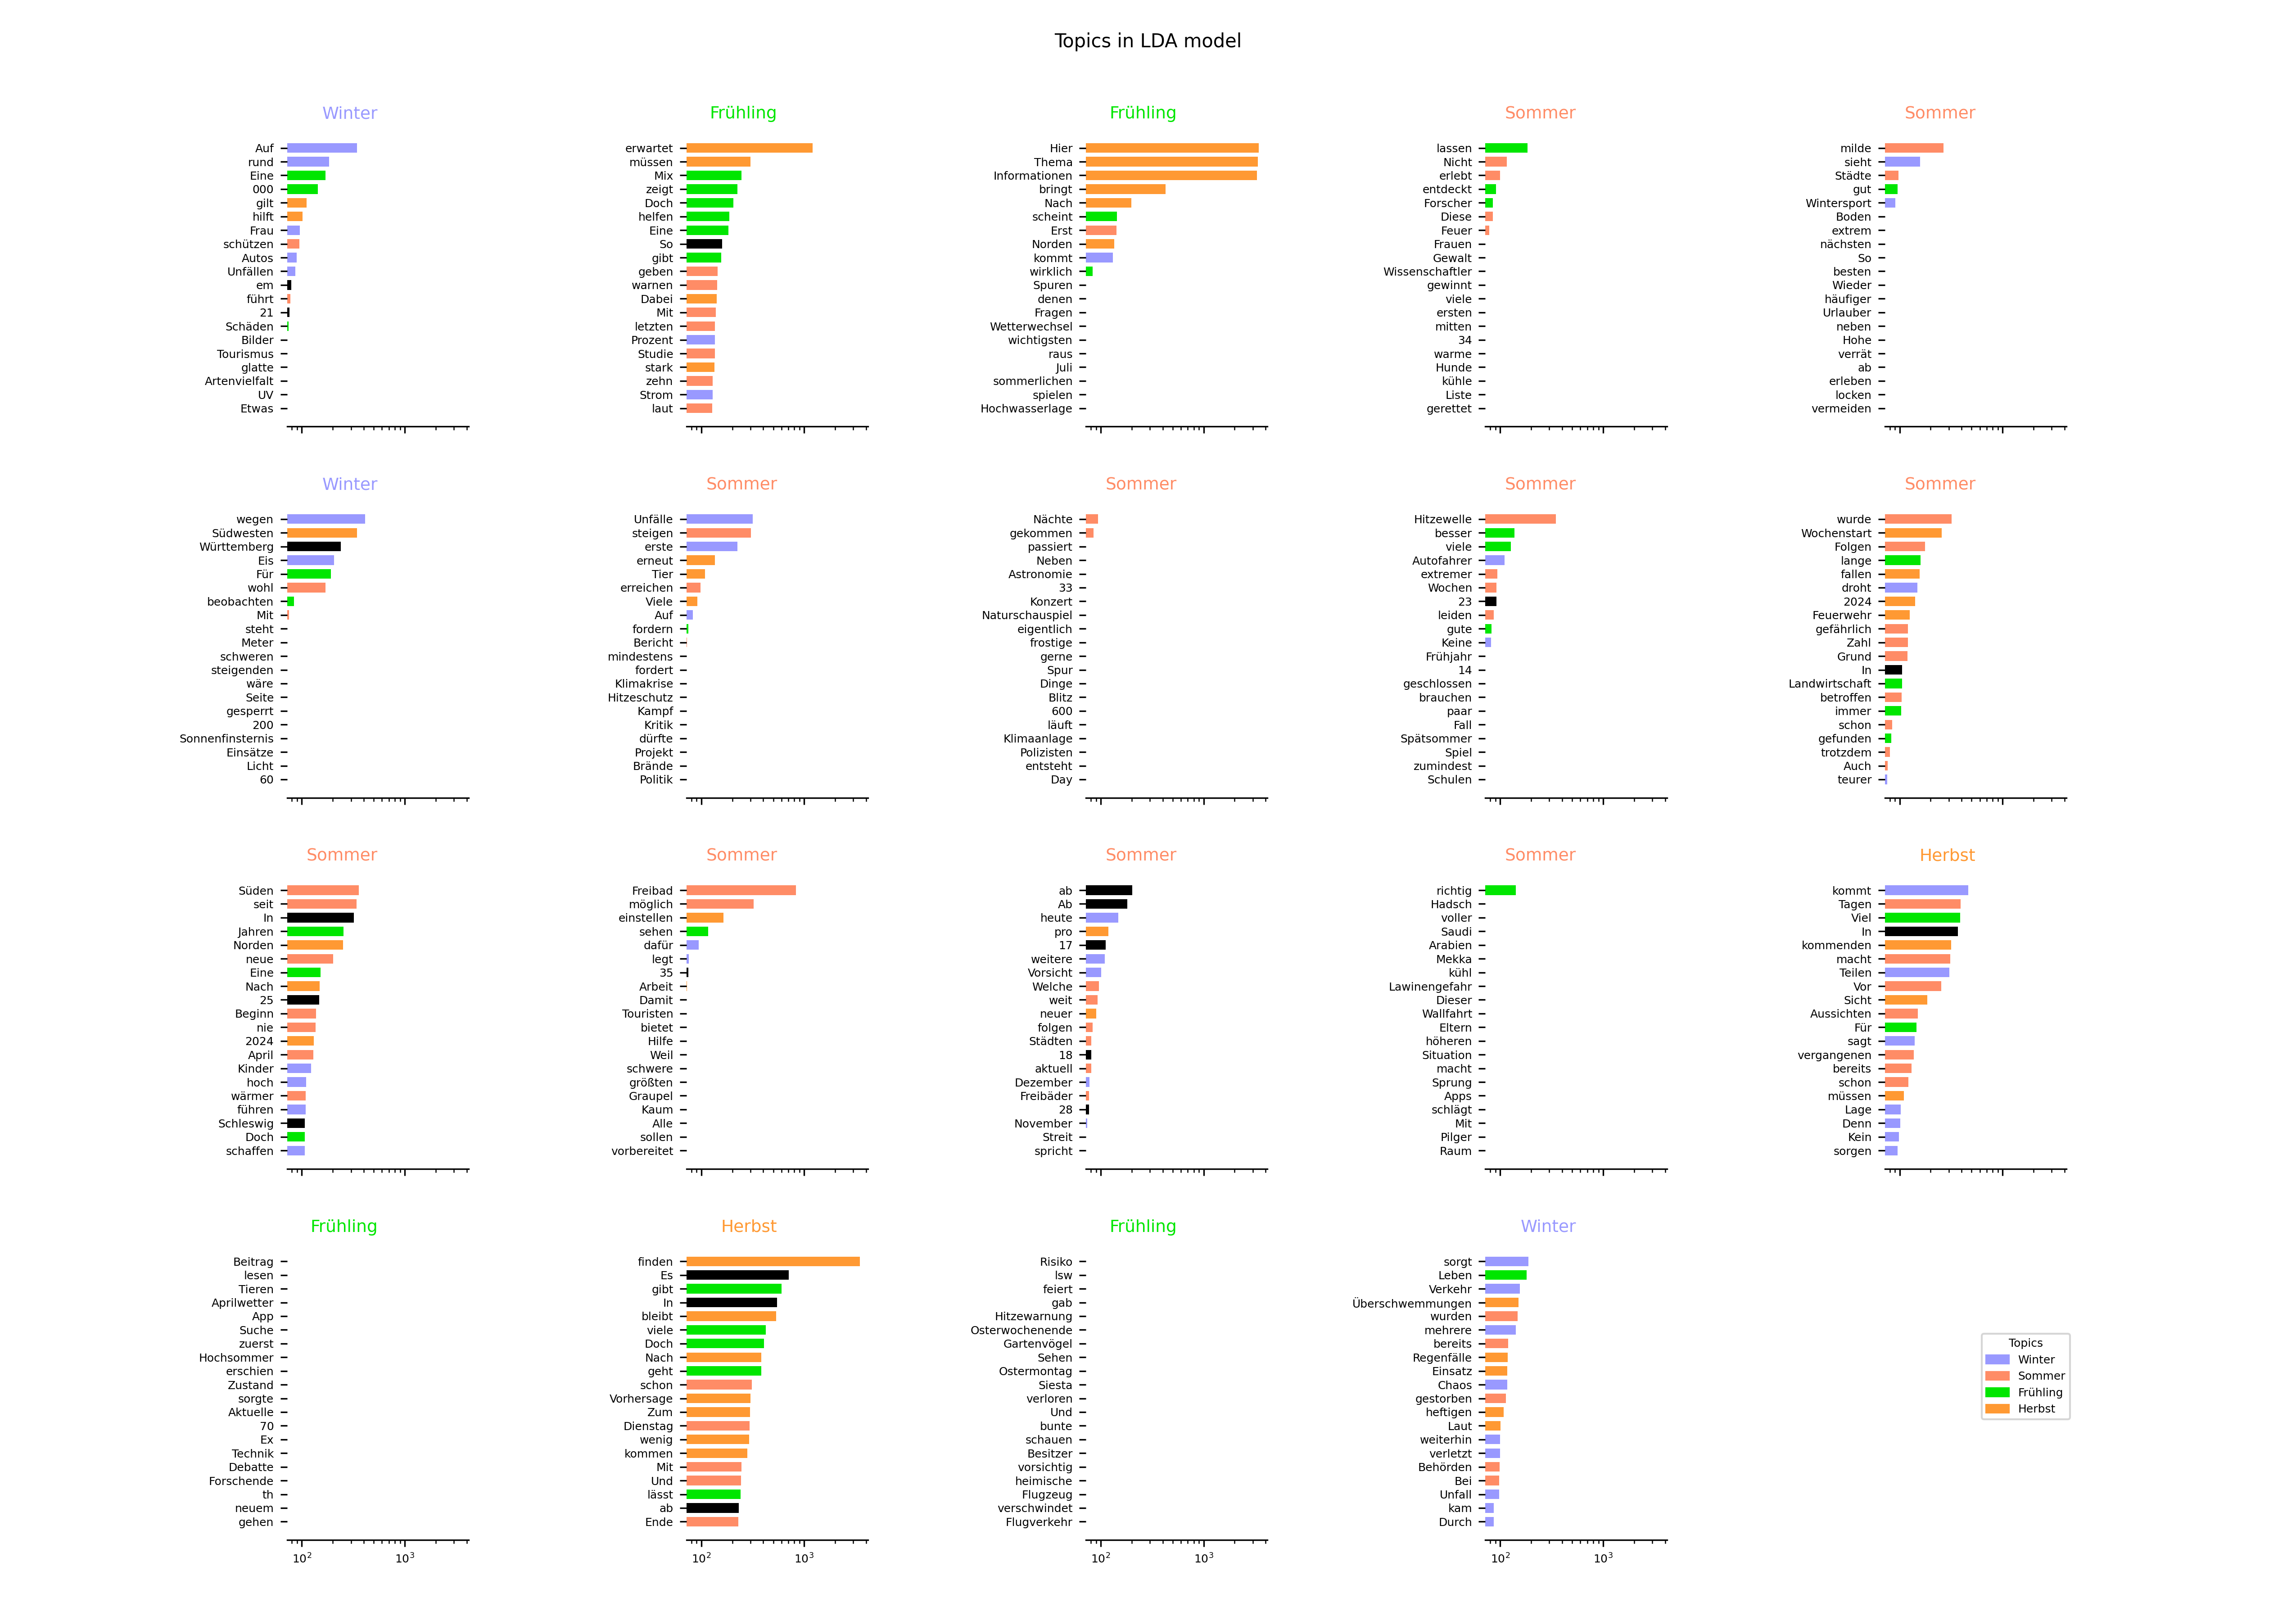 Topics in LDA model
Winter
Auf
rund
Eine
000
gilt
hilft
Frau
schützen
Autos
Unfällen
em
führt
21
Schäden
Bilder
Tourismus
glatte
Artenvielfalt
UV
Etwas
Frühling
erwartet
müssen
Mix
zeigt
Doch
helfen
Eine
So
gibt
geben
warnen
Dabei
Mit
letzten
Prozent
Studie
stark
zehn
Strom
laut
Frühling
Hier
Thema
Informationen
bringt
Nach
scheint
Erst
Norden
kommt
wirklich
Spuren
denen
Fragen
Wetterwechsel
wichtigsten
raus
Juli
sommerlichen
spielen
Hochwasserlage
Sommer
lassen
Nicht
erlebt
entdeckt
Forscher
Diese
Feuer
Frauen
Gewalt
Wissenschaftler
gewinnt
viele
ersten
mitten
34
warme
Hunde
kühle
Liste
gerettet
Sommer
milde
sieht
Städte
gut
Wintersport
Boden
extrem
nächsten
So
besten
Wieder
häufiger
Urlauber
neben
Hohe
verrät
ab
erleben
locken
vermeiden
Winter
wegen
Südwesten
Württemberg
Eis
Für
wohl
beobachten
Mit
steht
Meter
schweren
steigenden
wäre
Seite
gesperrt
200
Sonnenfinsternis
Einsätze
Licht
60
Sommer
Unfälle
steigen
erste
erneut
Tier
erreichen
Viele
Auf
fordern
Bericht
mindestens
fordert
Klimakrise
Hitzeschutz
Kampf
Kritik
dürfte
Projekt
Brände
Politik
Sommer
Nächte
gekommen
passiert
Neben
Astronomie
33
Konzert
Naturschauspiel
eigentlich
frostige
gerne
Spur
Dinge
Blitz
600
läuft
Klimaanlage
Polizisten
entsteht
Day
Sommer
Hitzewelle
besser
viele
Autofahrer
extremer
Wochen
23
leiden
gute
Keine
Frühjahr
14
geschlossen
brauchen
paar
Fall
Spätsommer
Spiel
zumindest
Schulen
Sommer
wurde
Wochenstart
Folgen
lange
fallen
droht
2024
Feuerwehr
gefährlich
Zahl
Grund
In
Landwirtschaft
betroffen
immer
schon
gefunden
trotzdem
Auch
teurer
Sommer
Süden
seit
In
Jahren
Norden
neue
Eine
Nach
25
Beginn
nie
2024
April
Kinder
hoch
wärmer
führen
Schleswig
Doch
schaffen
Sommer
Freibad
möglich
einstellen
sehen
dafür
legt
35
Arbeit
Damit
Touristen
bietet
Hilfe
Weil
schwere
größten
Graupel
Kaum
Alle
sollen
vorbereitet
Sommer
ab
Ab
heute
pro
17
weitere
Vorsicht
Welche
weit
neuer
folgen
Städten
18
aktuell
Dezember
Freibäder
28
November
Streit
spricht
Sommer
richtig
Hadsch
voller
Saudi
Arabien
Mekka
kühl
Lawinengefahr
Dieser
Wallfahrt
Eltern
höheren
Situation
macht
Sprung
Apps
schlägt
Mit
Pilger
Raum
Herbst
kommt
Tagen
Viel
In
kommenden
macht
Teilen
Vor
Sicht
Aussichten
Für
sagt
vergangenen
bereits
schon
müssen
Lage
Denn
Kein
sorgen
Frühling
Beitrag
lesen
Tieren
Aprilwetter
App
Suche
zuerst
Hochsommer
erschien
Zustand
sorgte
Aktuelle
70
Ex
Technik
Debatte
Forschende
th
neuem
gehen
10²
10³
Herbst
finden
Es
gibt
In
bleibt
viele
Doch
Nach
geht
schon
Vorhersage
Zum
Dienstag
wenig
kommen
Mit
Und
lässt
ab
Ende
10²
10³
Frühling
Risiko
lsw
feiert
gab
Hitzewarnung
Osterwochenende
Gartenvögel
Sehen
Ostermontag
Siesta
verloren
Und
bunte
schauen
Besitzer
vorsichtig
heimische
Flugzeug
verschwindet
Flugverkehr
10²
10³
Winter
sorgt
Leben
Verkehr
Überschwemmungen
wurden
mehrere
bereits
Regenfälle
Einsatz
Chaos
gestorben
heftigen
Laut
weiterhin
verletzt
Behörden
Bei
Unfall
kam
Durch
10²
10³
Topics
Winter
Sommer
Frühling
Herbst